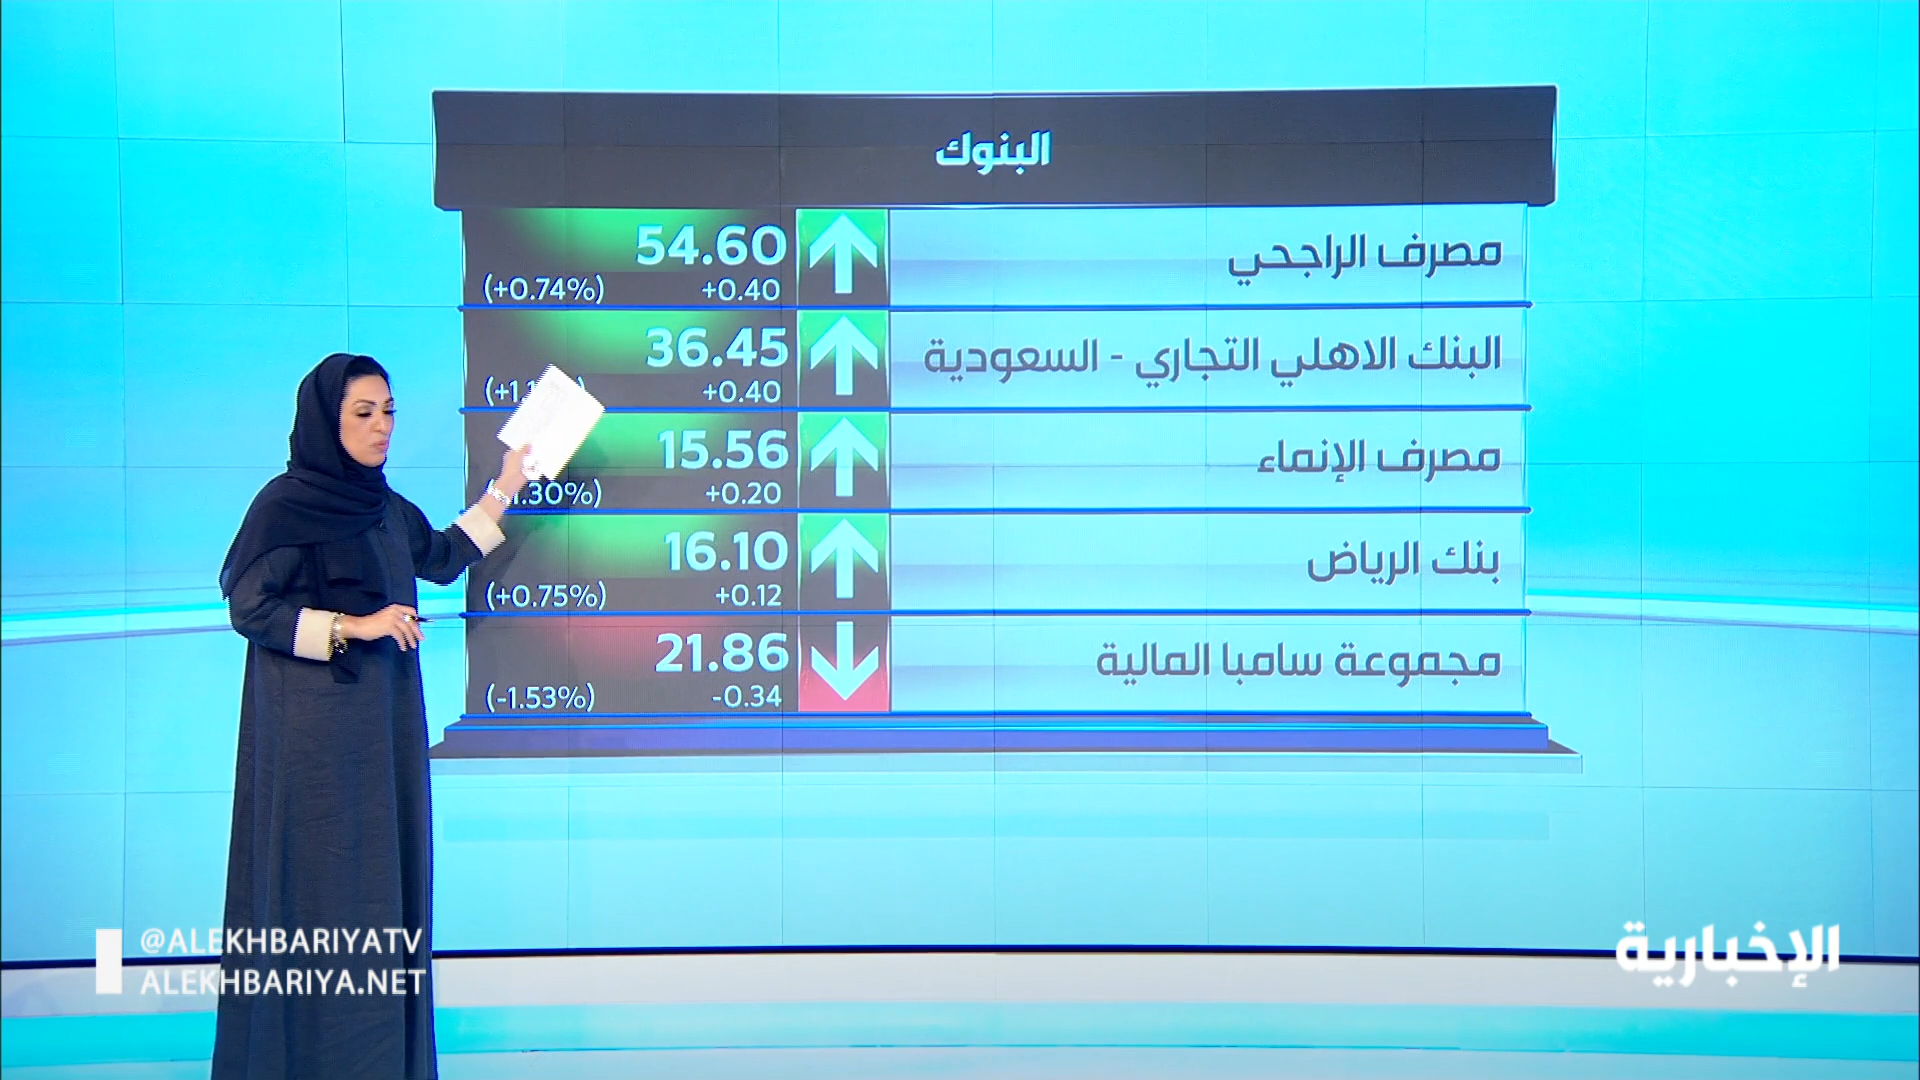 البنوك
مصرف الراجحي
54.60
+0.40
(+0.74%)
البنك الاهلي التجاري - السعودية
36.45
+0.40
مصرف الإنماء
15.56
+0.20
بنك الرياض
16.10
+0.12
(+0.75%)
مجموعة سامبا المالية
21.86
-0.34
(-1.53%)
@ALEKHBARIYATV
ALEKHBARIYA.NET
الإخبارية